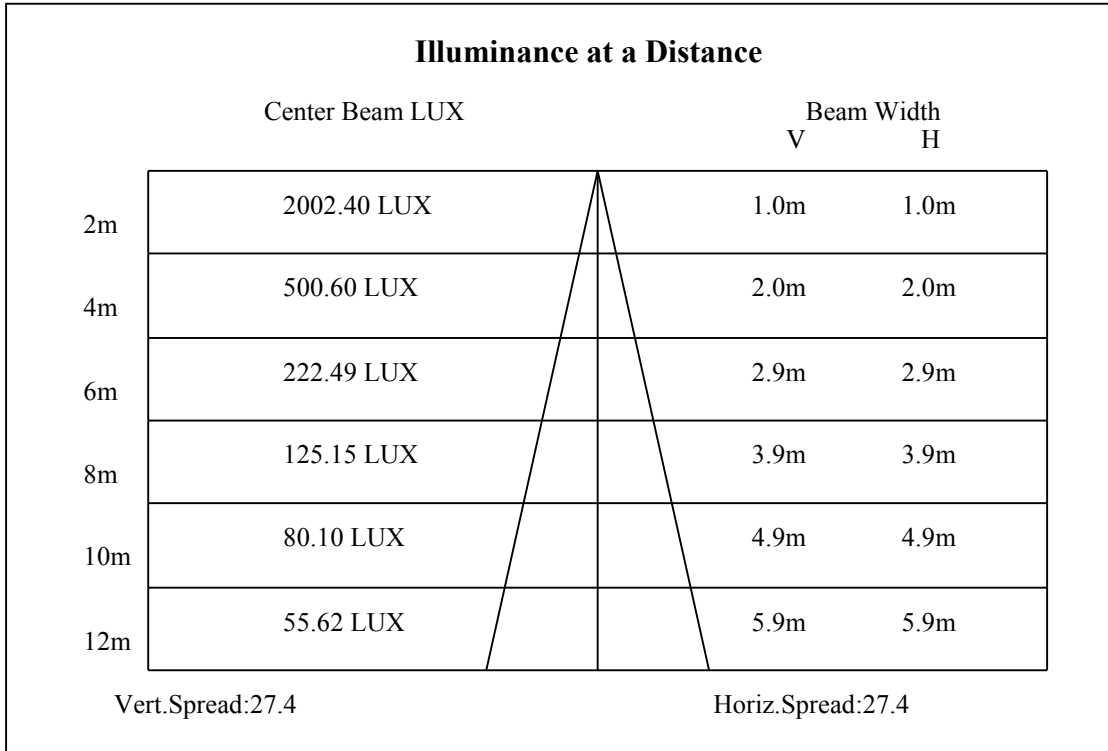 Illuminance at a Distance
Center Beam LUX Beam Width
V H
2m 2002.40 LUX 1.0m 1.0m
4m 500.60 LUX 2.0m 2.0m
6m 222.49 LUX 2.9m 2.9m
8m 125.15 LUX 3.9m 3.9m
10m 80.10 LUX 4.9m 4.9m
12m 55.62 LUX 5.9m 5.9m
Vert.Spread:27.4 Horiz.Spread:27.4